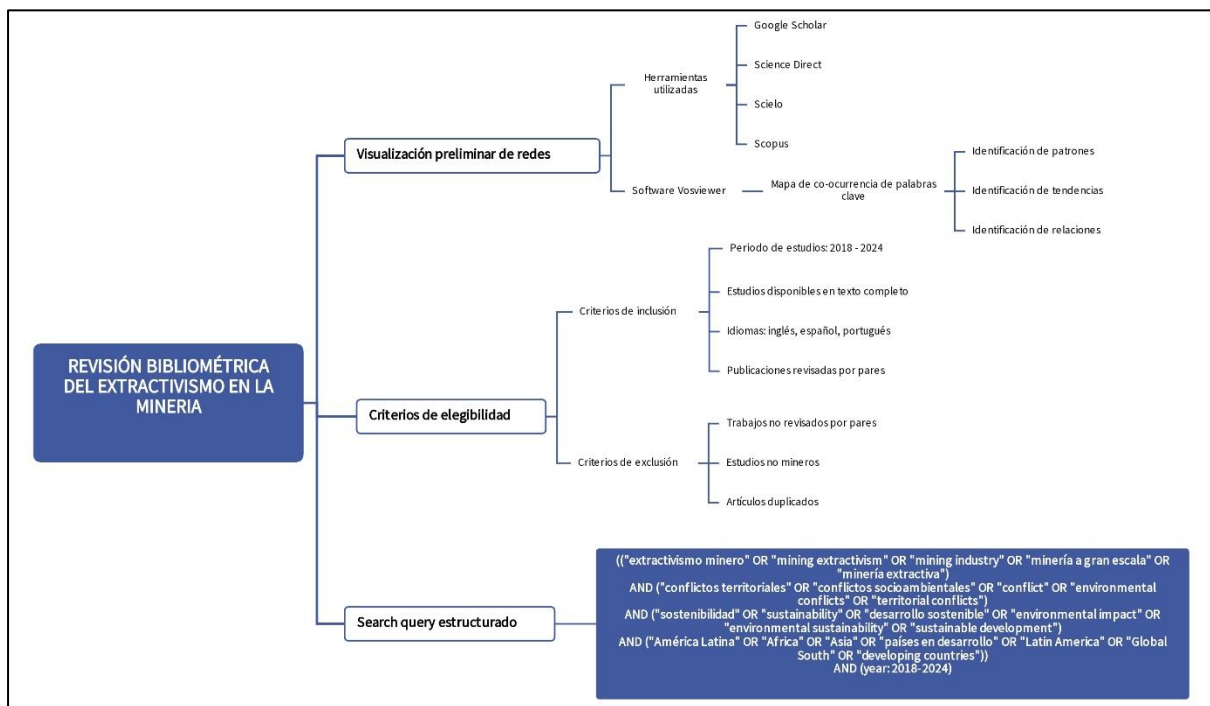 REVISIÓN BIBLIOMÉTRICA
DEL EXTRACTIVISMO EN LA
MINERIA
Visualización preliminar de redes
Herramientas
utilizadas
Google Scholar
Science Direct
Scielo
Scopus
Software Vosviewer
Mapa de co-ocurrencia de palabras
clave
Identificación de patrones
Identificación de tendencias
Identificación de relaciones
Criterios de elegibilidad
Criterios de inclusión
Periodo de estudios: 2018 - 2024
Estudios disponibles en texto completo
Idiomas: inglés, español, portugués
Publicaciones revisadas por pares
Criterios de exclusión
Trabajos no revisados por pares
Estudios no mineros
Artículos duplicados
Search query estructurado
(("extractivismo minero" OR "mining extractivism" OR "mining industry" OR "minería a gran escala" OR
"minería extractiva")
AND ("conflictos territoriales" OR "conflictos socioambientales" OR "conflict" OR "environmental
conflicts" OR "territorial conflicts")
AND ("sostenibilidad" OR "sustainability" OR "desarrollo sostenible" OR "environmental impact" OR
"environmental sustainability" OR "sustainable development")
AND ("América Latina" OR "Africa" OR "Asia" OR "países en desarrollo" OR "Latin America" OR "Global
South" OR "developing countries"))
AND (year: 2018-2024)